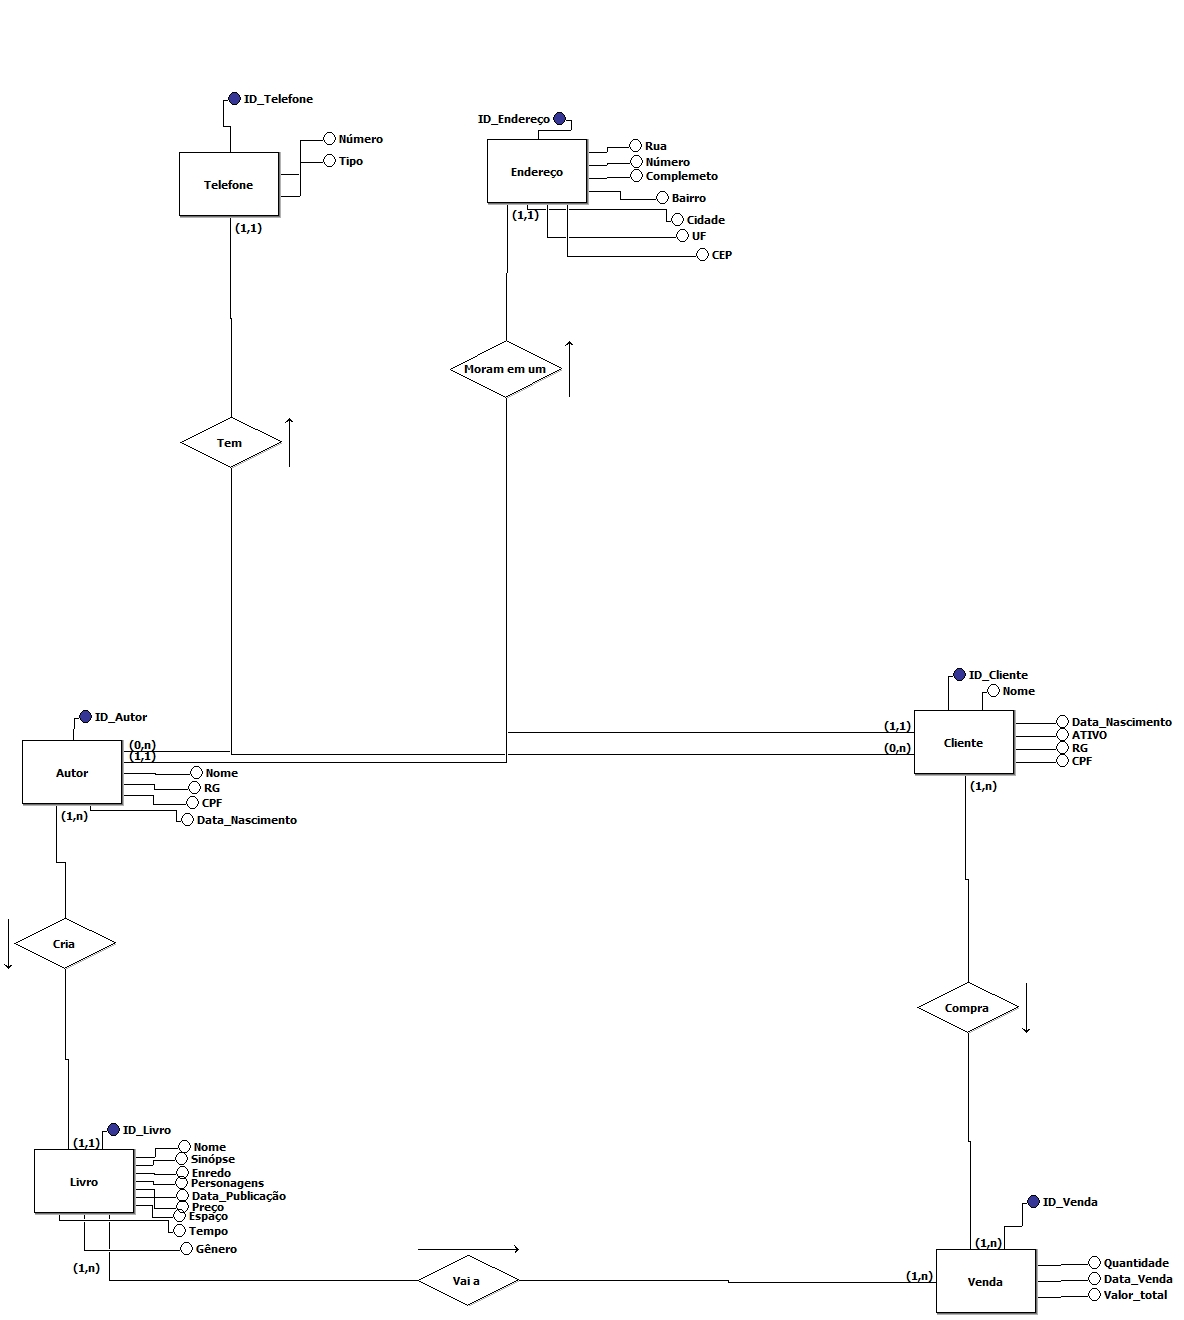 ID_Telefone
Número
Tipo
Telefone
(1,1)
ID_Endereço
Rua
Número
Complemeto
Endereço
Bairro
(1,1)
Cidade
UF
CEP
Moram em um
Tem
ID_Cliente
Nome
ID_Autor
(0,n)
(1,1)
Autor
Nome
RG
CPF
(1,n)
Data_Nascimento
(1,1)
(0,n)
Cliente
Data_Nascimento
ATIVO
RG
CPF
(1,n)
Cria
Compra
ID_Livro
(1,1)
Nome
Sinópse
Enredo
Livro
Personagens
Data_Publicação
Preço
Espaço
Tempo
Gênero
(1,n)
Vai a
(1,n)
ID_Venda
(1,n)
Venda
Quantidade
Data_Venda
Valor_total